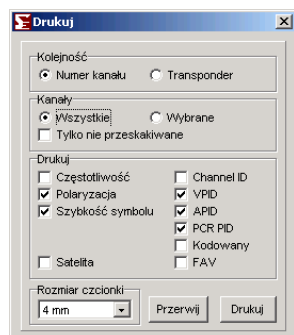 Drukuj
Kolejność
Numer kanału Transponder
Kanały
Wszystkie Wybrane
Tylko nie przeskakiwane
Drukuj
Częstotliwość Channel ID
Polaryzacja VPID
Szybkość symbolu APID
PCR PID
Kodowany
Satelita FAV
Rozmiar czcionki
4 mm Przerwij Drukuj